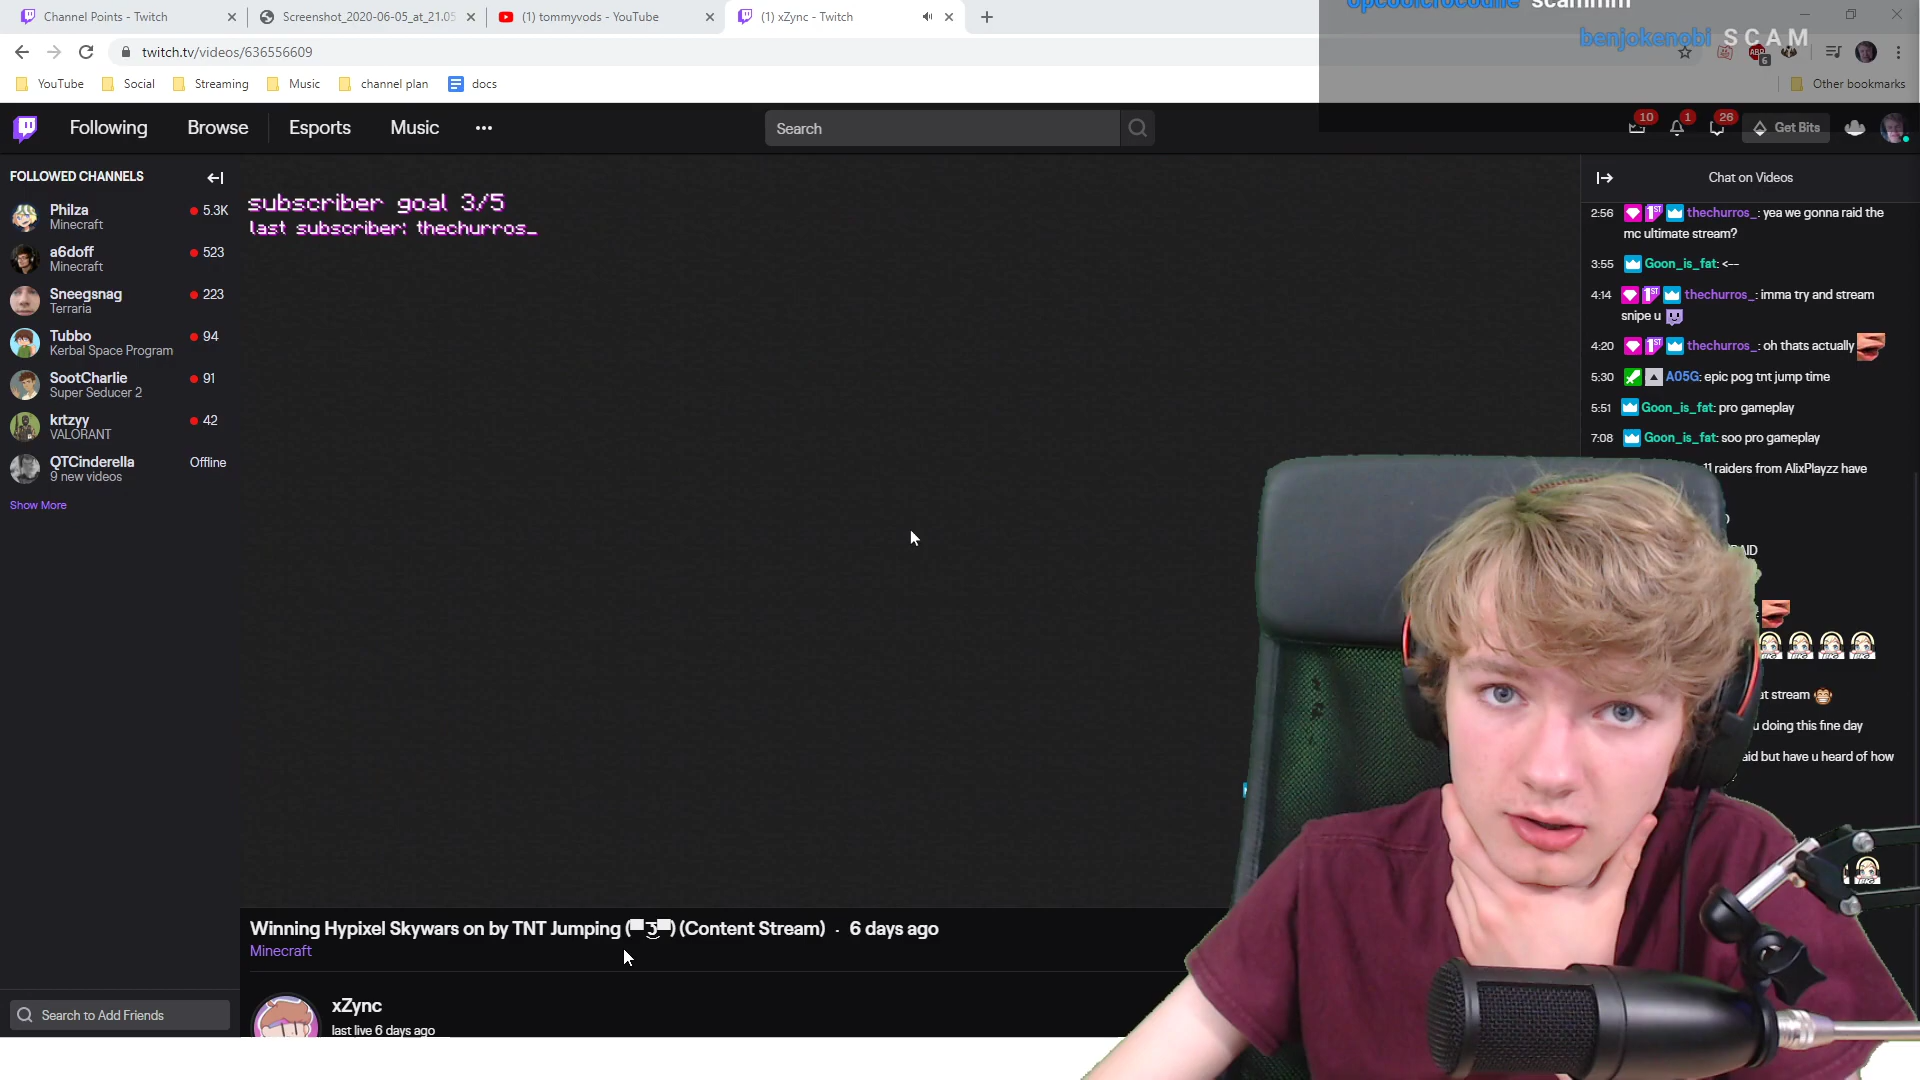 opcoolcrocodile scammm
benjokenobi S C A M
Channel Points - Twitch
Screenshot_2020-06-05_at_21.05
(1) tommyvods - YouTube
(1) xZync - Twitch
twitch.tv/videos/636556609
ABP
6
YouTube
Social
Streaming
Music
channel plan
docs
Other bookmarks
Following
Browse
Esports
Music
Search
10
1
26
Get Bits
FOLLOWED CHANNELS
Philza
5.3K
Minecraft
a6doff
523
Minecraft
Sneegsnag
223
Terraria
Tubbo
94
Kerbal Space Program
SootCharlie
91
Super Seducer 2
krtzyy
42
VALORANT
QTCinderella
Offline
9 new videos
Show More
Search to Add Friends
subscriber goal 3/5
last subscriber: thechurros_
Winning Hypixel Skywars on by TNT Jumping (▀̿ Ĺ̯▀̿) (Content Stream) · 6 days ago
Minecraft
xZync
last live 6 days ago
Chat on Videos
2:56 1ST thechurros_: yea we gonna raid the
mc ultimate stream?
3:55 Goon_is_fat: <--
4:14 1ST thechurros_: imma try and stream
snipe u
4:20 1ST thechurros_: oh thats actually
5:30 A05G: epic pog tnt jump time
5:51 Goon_is_fat: pro gameplay
7:08 Goon_is_fat: soo pro gameplay
11 raiders from AlixPlayzz have
at stream
u doing this fine day
aid but have u heard of how